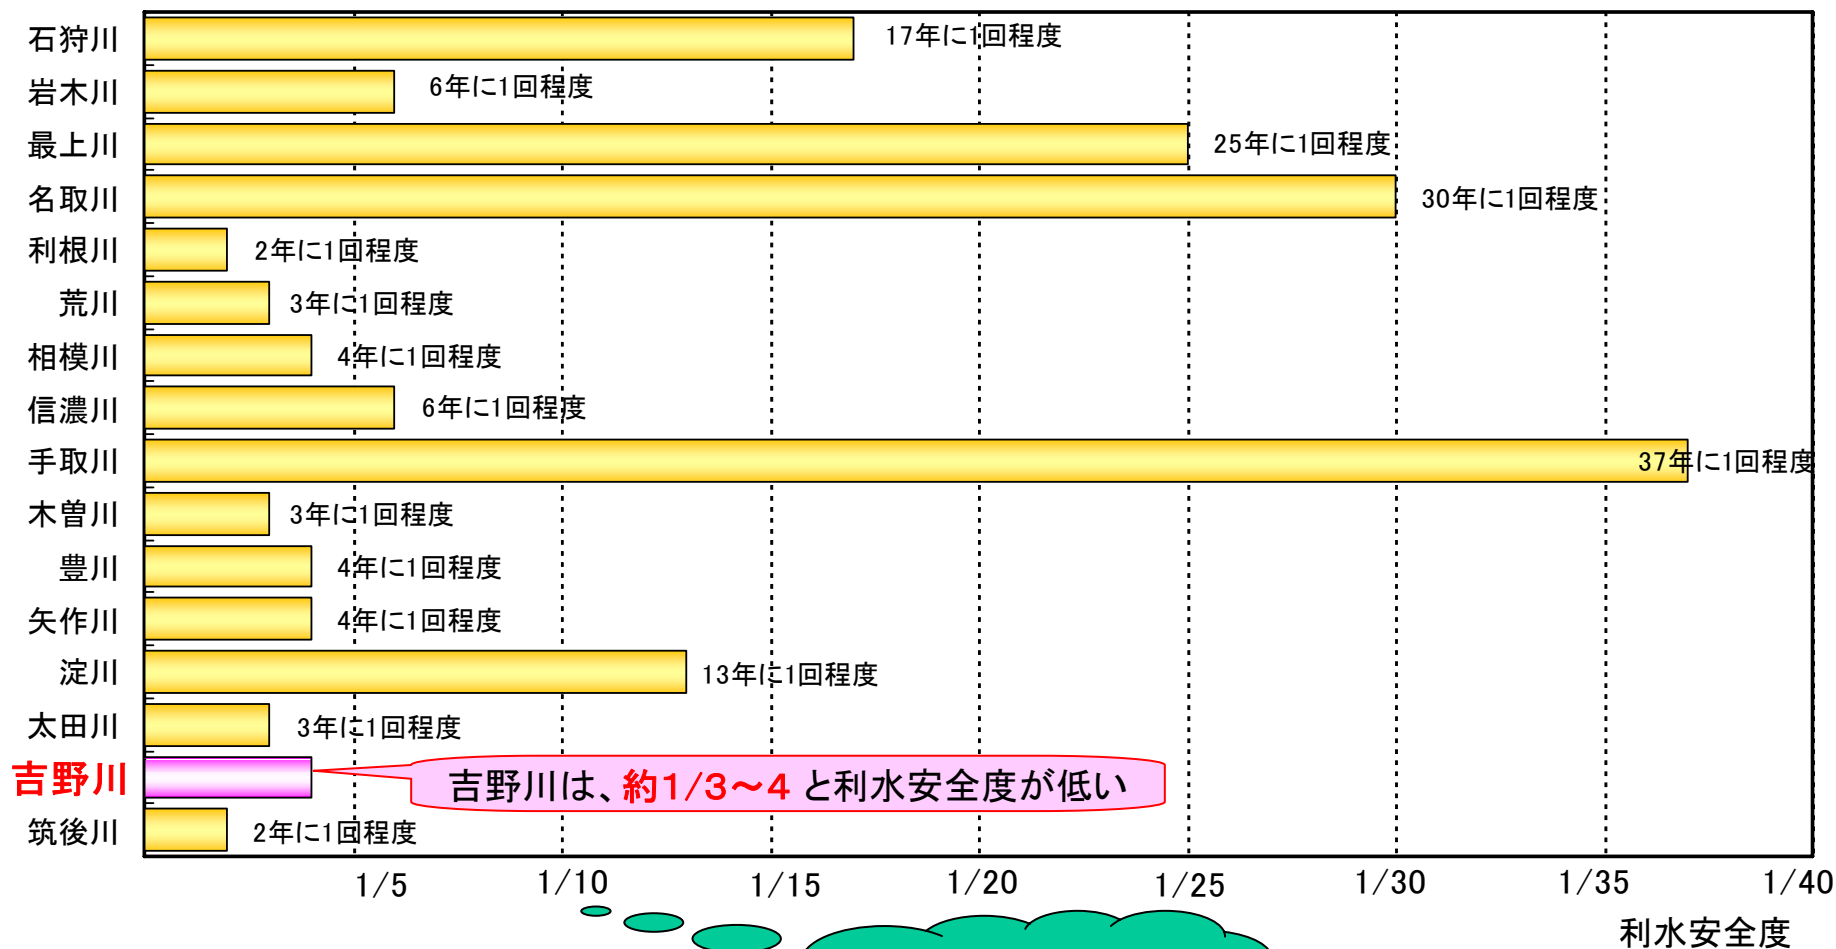 石狩川 17年に1回程度
岩木川 6年に1回程度
最上川 25年に1回程度
名取川 30年に1回程度
利根川 2年に1回程度
荒川 3年に1回程度
相模川 4年に1回程度
信濃川 6年に1回程度
手取川 37年に1回程度
木曽川 3年に1回程度
豊川 4年に1回程度
矢作川 4年に1回程度
淀川 13年に1回程度
太田川 3年に1回程度
吉野川 吉野川は、約1/3～4 と利水安全度が低い
筑後川 2年に1回程度
1/5 1/10 1/15 1/20 1/25 1/30 1/35 1/40
利水安全度